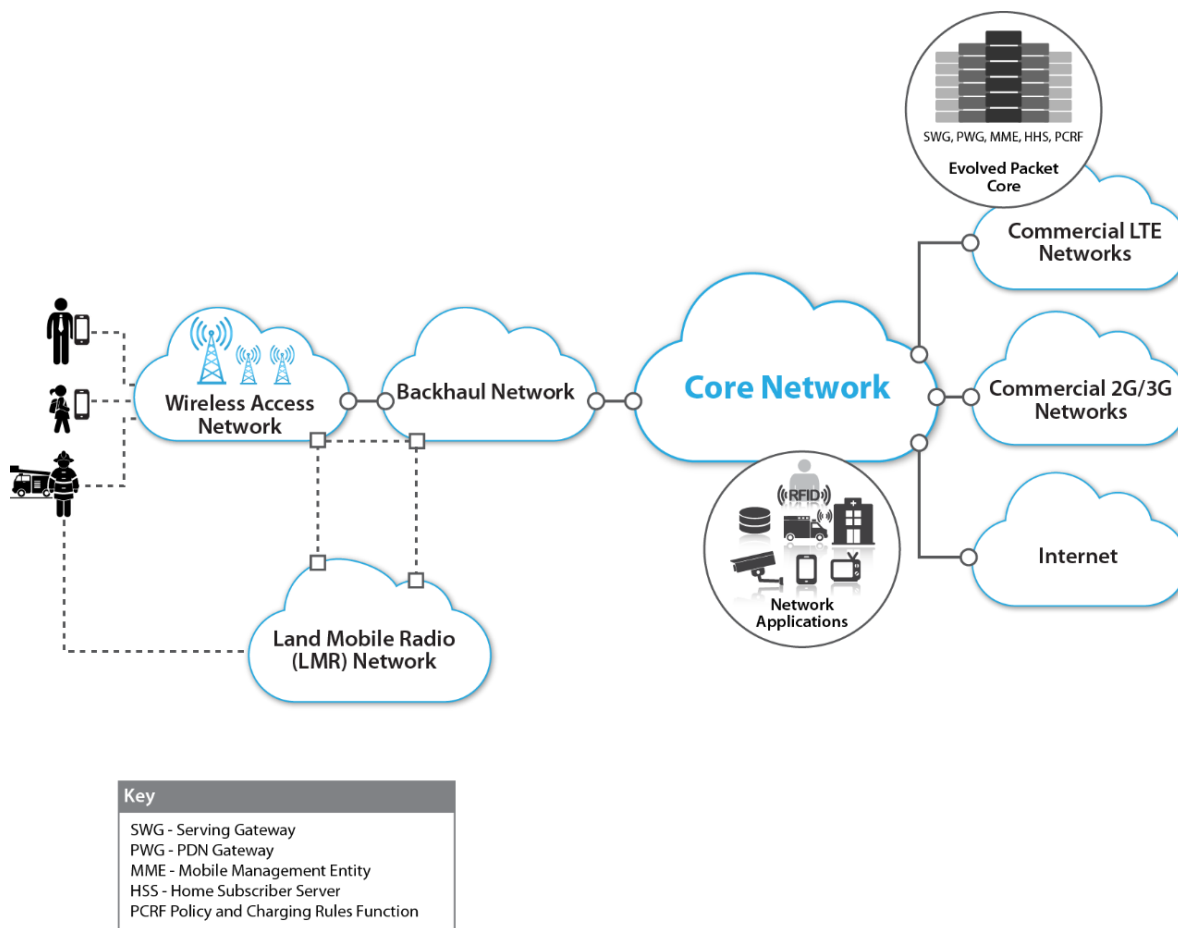 SWG, PWG, MME, HHS, PCRF
Evolved Packet
Core
Commercial LTE
Networks
Wireless Access
Network
Backhaul Network
Core Network
Commercial 2G/3G
Networks
RFID
Network
Applications
Internet
Land Mobile Radio
(LMR) Network
Key
SWG - Serving Gateway
PWG - PDN Gateway
MME - Mobile Management Entity
HSS - Home Subscriber Server
PCRF Policy and Charging Rules Function